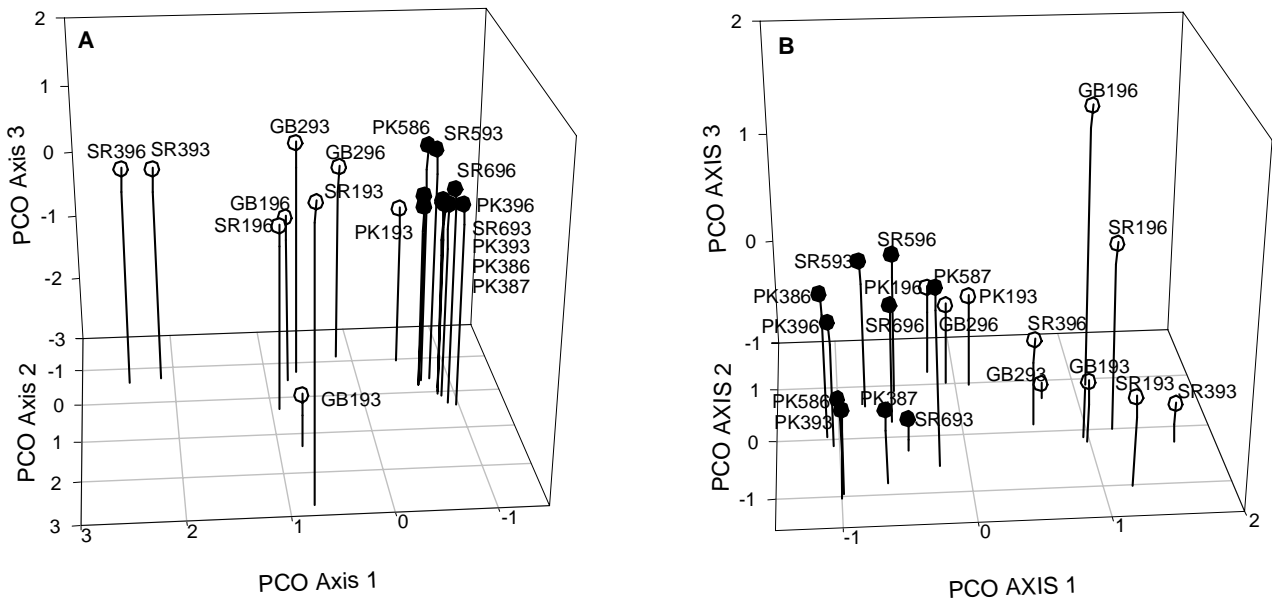 A
2
1
0
-1
-2
-3
-1
0
1
2
3
PCO Axis 3
PCO Axis 2
SR396 SR393
GB293
GB296
PK586 SR593
SR696
GB196
SR196
SR193
PK193
PK396
SR693
PK393
PK386
PK387
GB193
3 2 1 0 -1
PCO Axis 1
B
2
1
0
-1
1
0
-1
PCO AXIS 3
PCO AXIS 2
GB196
SR196
SR596
SR593
PK386
PK196 PK587
PK193
PK396
SR696 GB296
SR396
GB293 GB193
SR193 SR393
PK586
PK393
PK387
SR693
-1 0 1 2
PCO AXIS 1